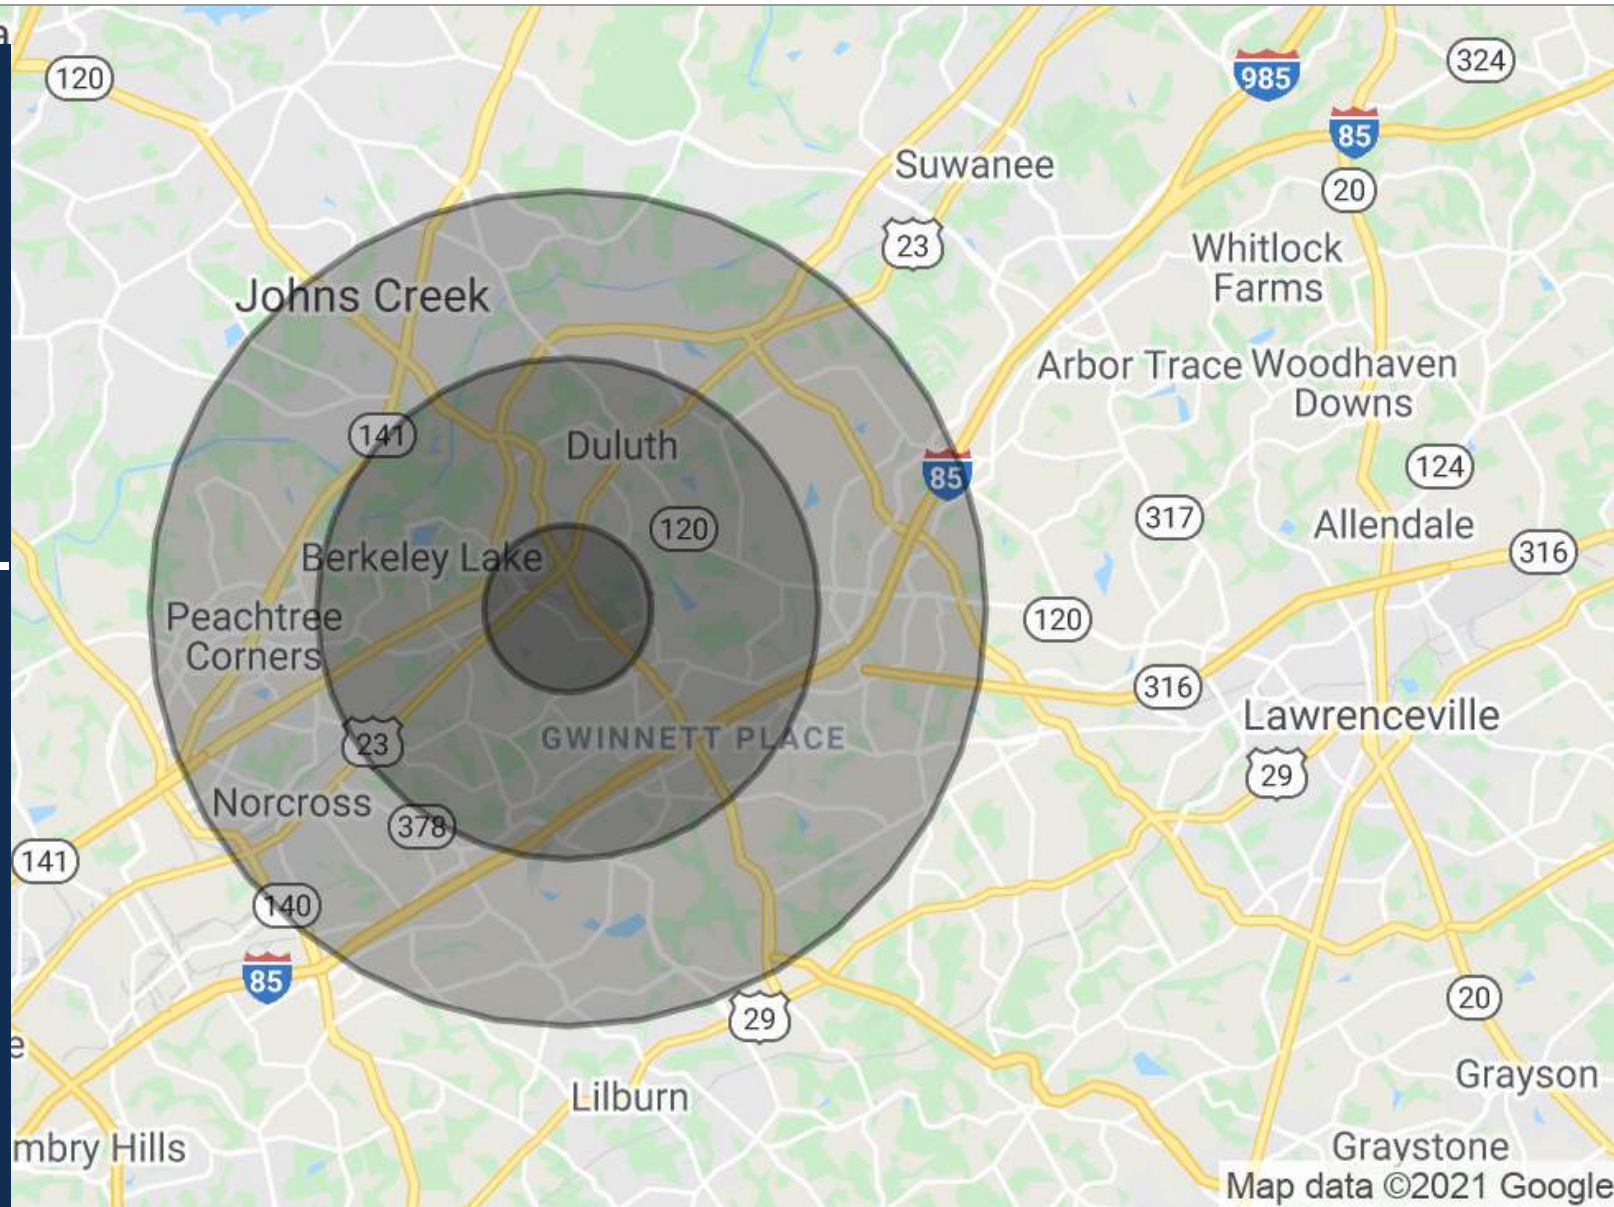 120
324
985
85
Suwanee
20
23
Whitlock
Farms
Johns Creek
Arbor Trace
Woodhaven
Downs
141
Duluth
85
124
120
317
Allendale
316
Berkeley Lake
Peachtree
Corners
120
316
Lawrenceville
23
GWINNETT PLACE
29
Norcross
378
141
140
85
20
29
e
Grayson
Lilburn
mbry Hills
Graystone
Map data ©2021 Google